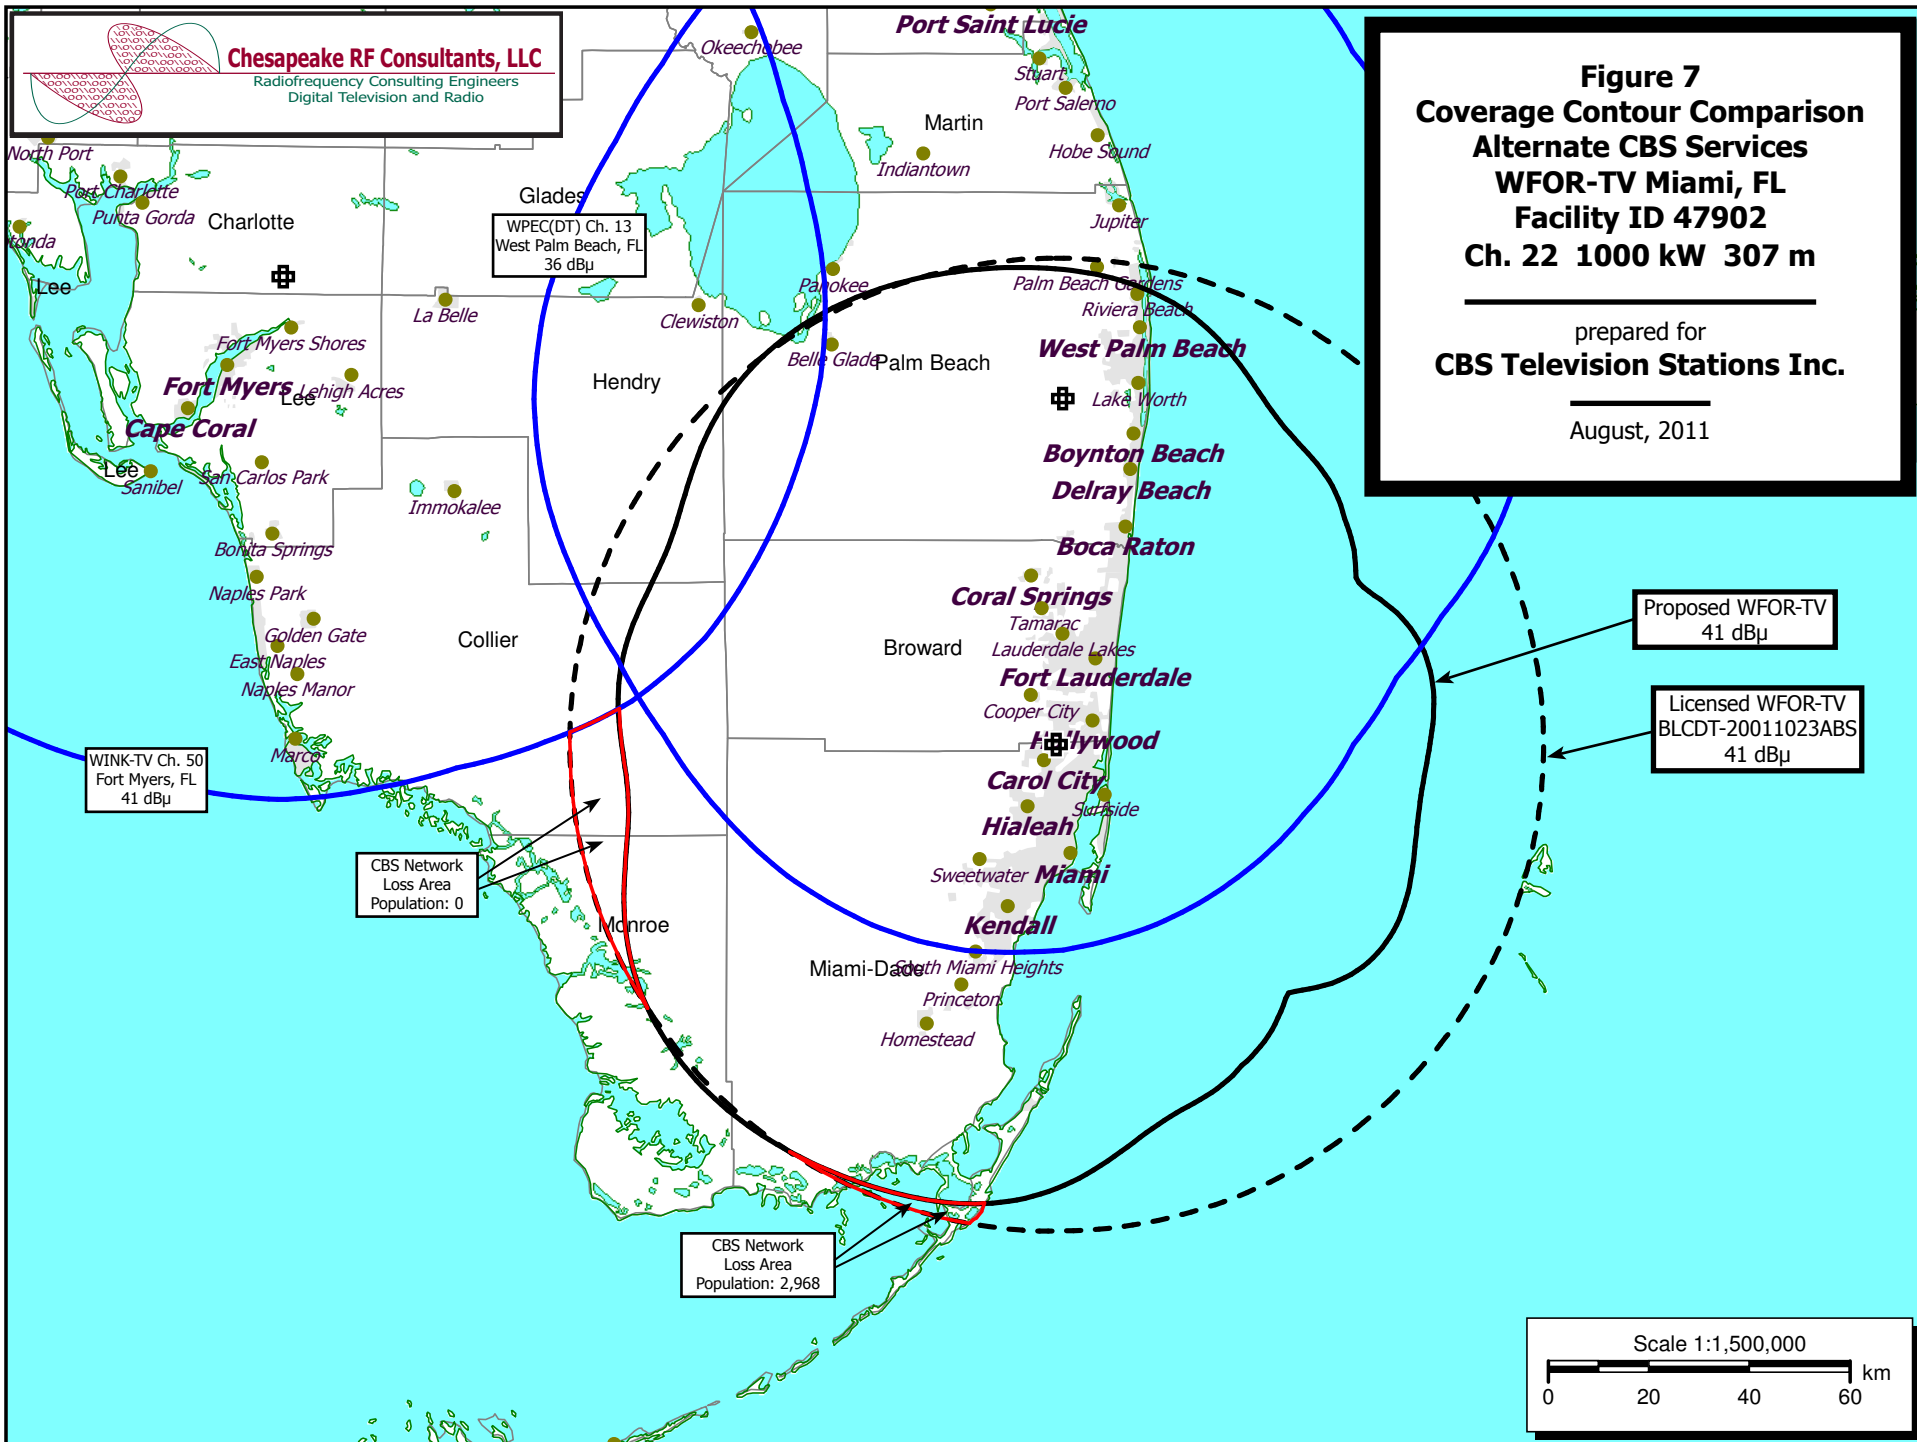 Chesapeake RF Consultants, LLC
Radiofrequency Consulting Engineers
Digital Television and Radio
Figure 7
Coverage Contour Comparison
Alternate CBS Services
WFOR-TV Miami, FL
Facility ID 47902
Ch. 22 1000 kW 307 m
prepared for
CBS Television Stations Inc.
August, 2011
Port Saint Lucie
Okeechobee
Stuart
Port Salerno
Martin
Hobe Sound
Indiantown
North Port
Port Charlotte
Punta Gorda
Charlotte
Glades
Jupiter
tonda
WPEC(DT) Ch. 13
West Palm Beach, FL
36 dBµ
Lee
Pahokee
Palm Beach Gardens
Riviera Beach
La Belle
Clewiston
Fort Myers Shores
Belle Glade
Palm Beach
West Palm Beach
Hendry
Fort Myers
Lehigh Acres
Lee
Lake Worth
Cape Coral
Boynton Beach
Lee
Sanibel
San Carlos Park
Delray Beach
Immokalee
Bonita Springs
Boca Raton
Naples Park
Coral Springs
Tamarac
Golden Gate
Collier
Broward
Lauderdale Lakes
East Naples
Fort Lauderdale
Naples Manor
Cooper City
Proposed WFOR-TV
41 dBµ
Licensed WFOR-TV
BLCDT-20011023ABS
41 dBµ
Hollywood
Marco
WINK-TV Ch. 50
Fort Myers, FL
41 dBµ
Carol City
Surfside
Hialeah
CBS Network
Loss Area
Population: 0
Sweetwater
Miami
Monroe
Kendall
Miami-Dade
South Miami Heights
Princeton
Homestead
CBS Network
Loss Area
Population: 2,968
Scale 1:1,500,000
km
0 20 40 60